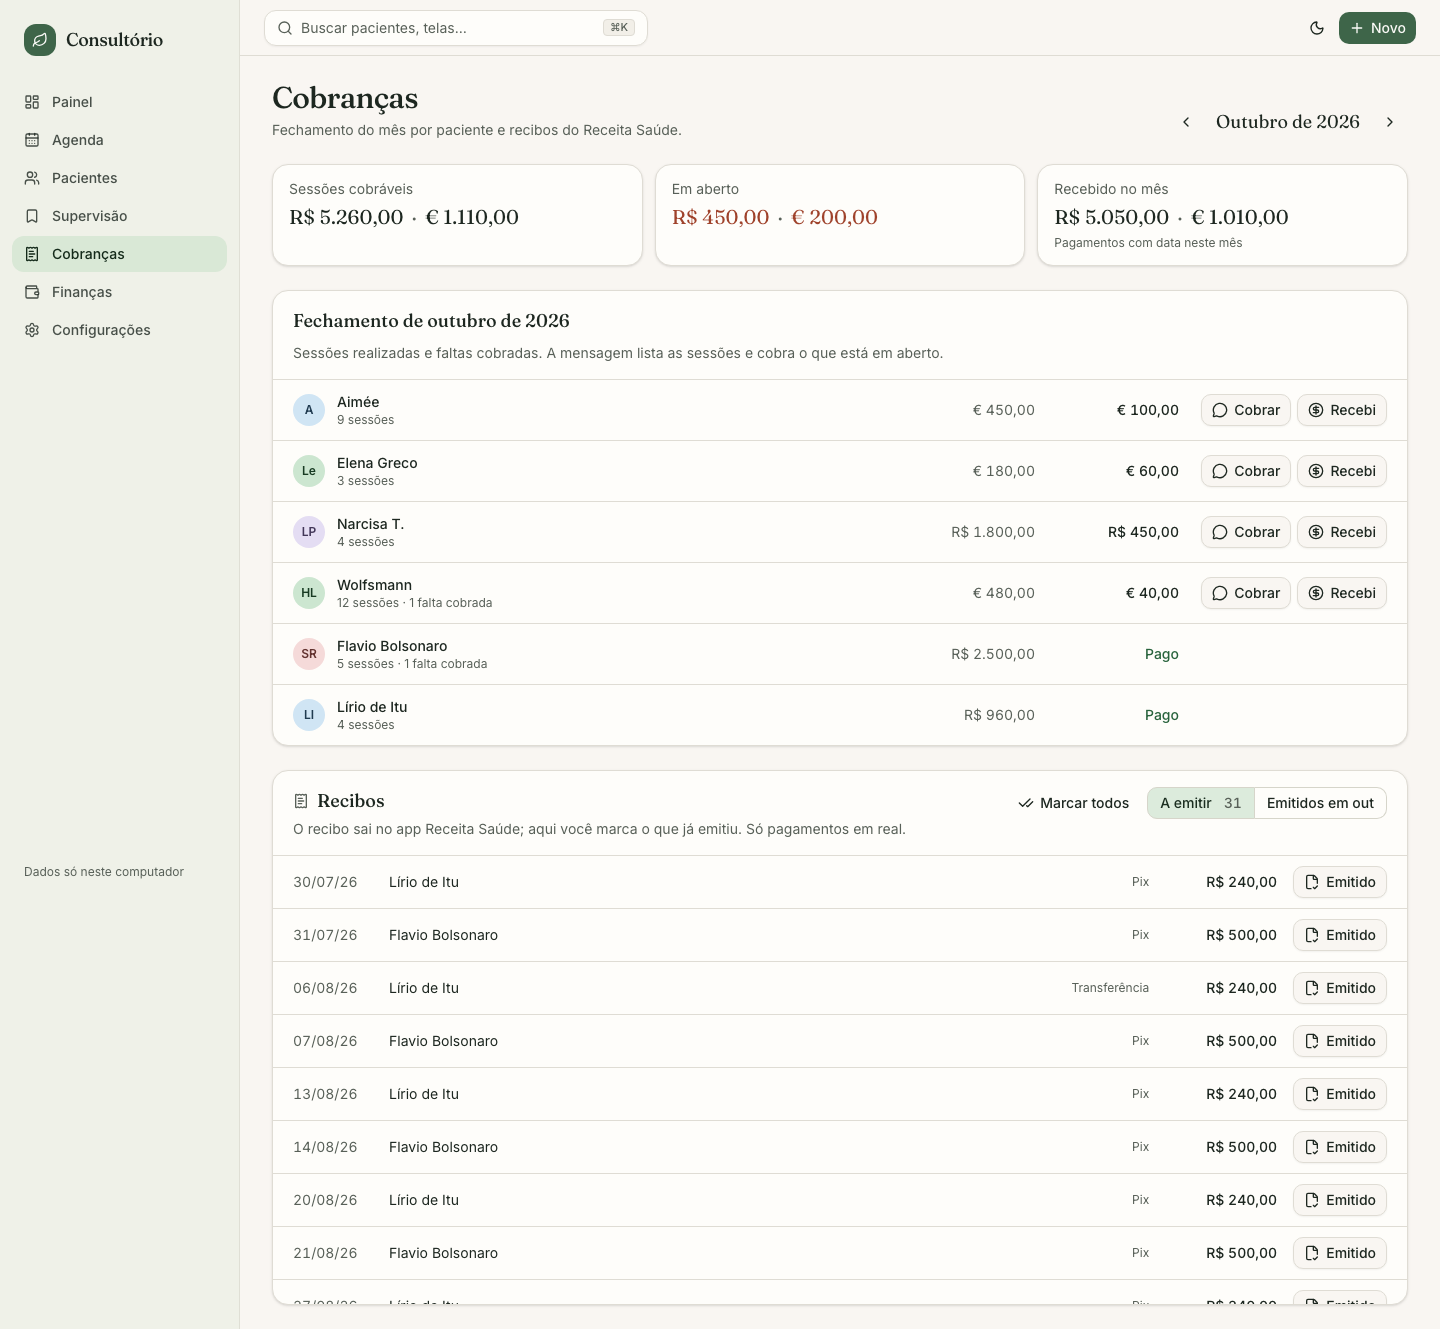 Consultório
Buscar pacientes, telas...
⌘K
Novo
Painel
Agenda
Pacientes
Supervisão
Cobranças
Finanças
Configurações
Dados só neste computador
Cobranças
Fechamento do mês por paciente e recibos do Receita Saúde.
Outubro de 2026
Sessões cobráveis
R$ 5.260,00 · € 1.110,00
Em aberto
R$ 450,00 · € 200,00
Recebido no mês
R$ 5.050,00 · € 1.010,00
Pagamentos com data neste mês
Fechamento de outubro de 2026
Sessões realizadas e faltas cobradas. A mensagem lista as sessões e cobra o que está em aberto.
A Aimée € 450,00 € 100,00 Cobrar Recebi
9 sessões
Le Elena Greco € 180,00 € 60,00 Cobrar Recebi
3 sessões
LP Narcisa T. R$ 1.800,00 R$ 450,00 Cobrar Recebi
4 sessões
HL Wolfsmann € 480,00 € 40,00 Cobrar Recebi
12 sessões · 1 falta cobrada
SR Flavio Bolsonaro R$ 2.500,00 Pago
5 sessões · 1 falta cobrada
LI Lírio de Itu R$ 960,00 Pago
4 sessões
Recibos
Marcar todos A emitir 31 Emitidos em out
O recibo sai no app Receita Saúde; aqui você marca o que já emitiu. Só pagamentos em real.
30/07/26 Lírio de Itu Pix R$ 240,00 Emitido
31/07/26 Flavio Bolsonaro Pix R$ 500,00 Emitido
06/08/26 Lírio de Itu Transferência R$ 240,00 Emitido
07/08/26 Flavio Bolsonaro Pix R$ 500,00 Emitido
13/08/26 Lírio de Itu Pix R$ 240,00 Emitido
14/08/26 Flavio Bolsonaro Pix R$ 500,00 Emitido
20/08/26 Lírio de Itu Pix R$ 240,00 Emitido
21/08/26 Flavio Bolsonaro Pix R$ 500,00 Emitido
27/08/26 Lírio de Itu Pix R$ 240,00 Emitido